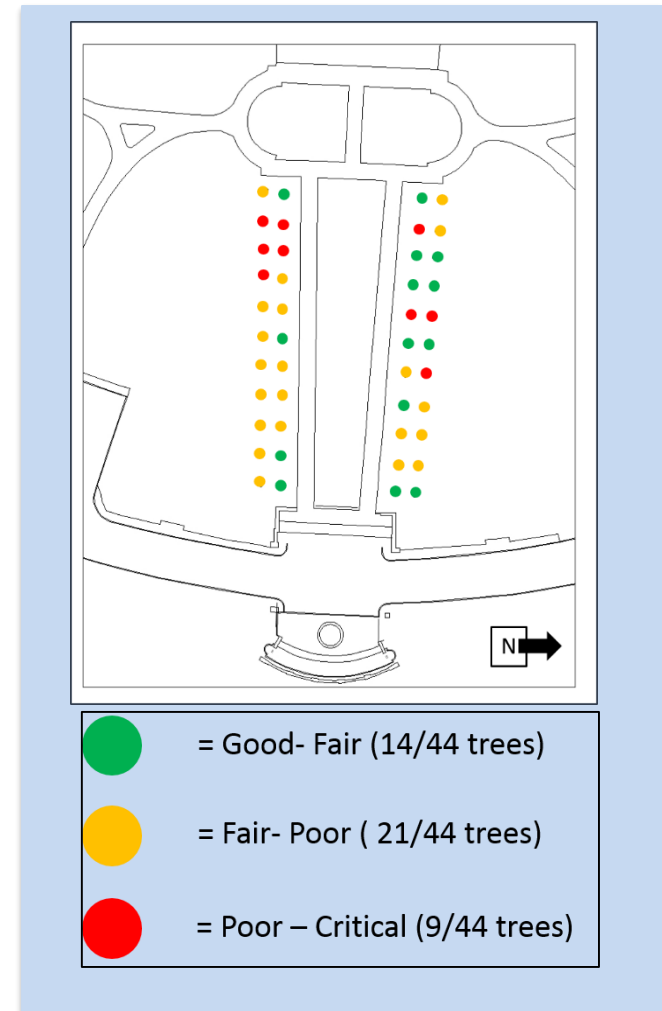 N
= Good- Fair (14/44 trees)
= Fair- Poor ( 21/44 trees)
= Poor – Critical (9/44 trees)